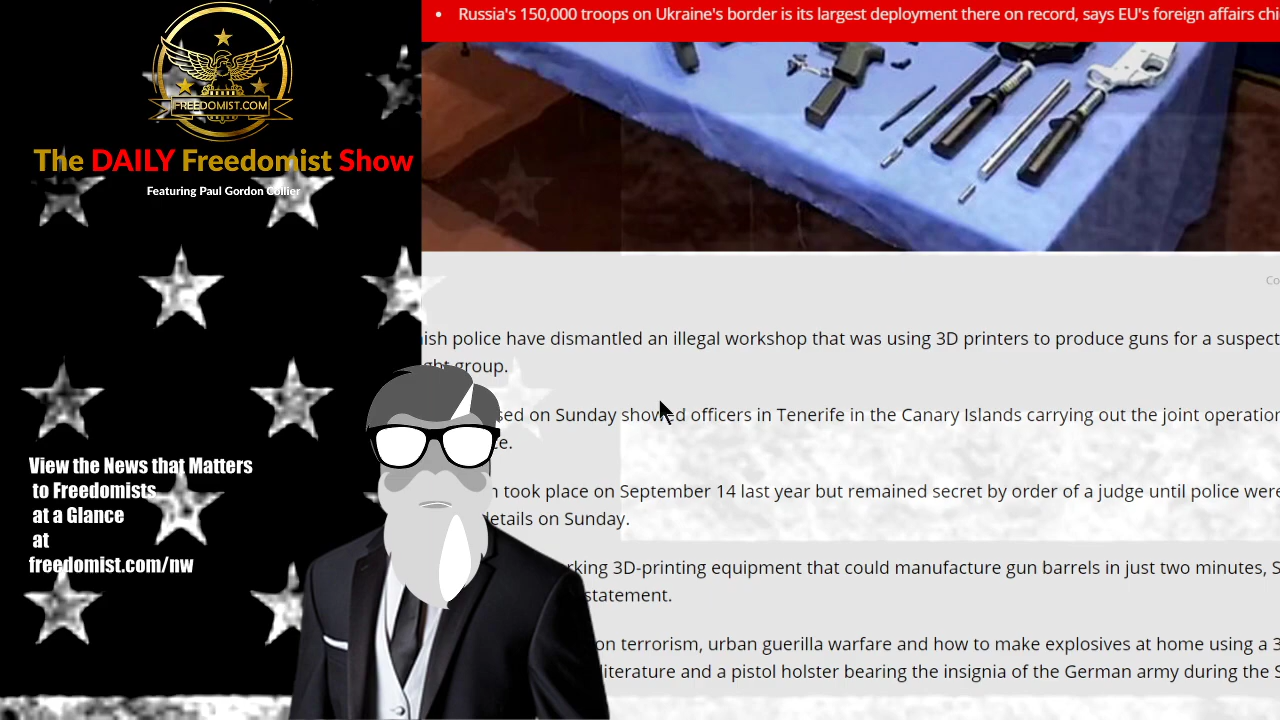 FREEDOMIST.COM
The DAILY Freedomist Show
Featuring Paul Gordon Collier
View the News that Matters
to Freedomists
at a Glance
at
freedomist.com/nw
• Russia's 150,000 troops on Ukraine's border is its largest deployment there on record, says EU's foreign affairs chi
Co
ish police have dismantled an illegal workshop that was using 3D printers to produce guns for a suspect
ght group.
sed on Sunday showed officers in Tenerife in the Canary Islands carrying out the joint operation
ce.
n took place on September 14 last year but remained secret by order of a judge until police were
details on Sunday.
rking 3D-printing equipment that could manufacture gun barrels in just two minutes, S
statement.
on terrorism, urban guerilla warfare and how to make explosives at home using a 3
literature and a pistol holster bearing the insignia of the German army during the S